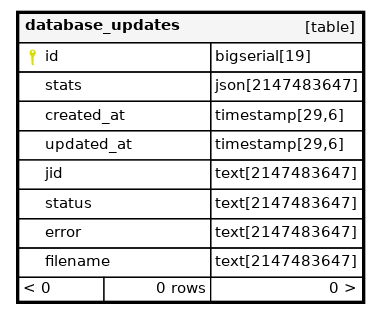 database_updates [table]
id bigserial[19]
stats json[2147483647]
created_at timestamp[29,6]
updated_at timestamp[29,6]
jid text[2147483647]
status text[2147483647]
error text[2147483647]
filename text[2147483647]
< 0 0 rows 0 >